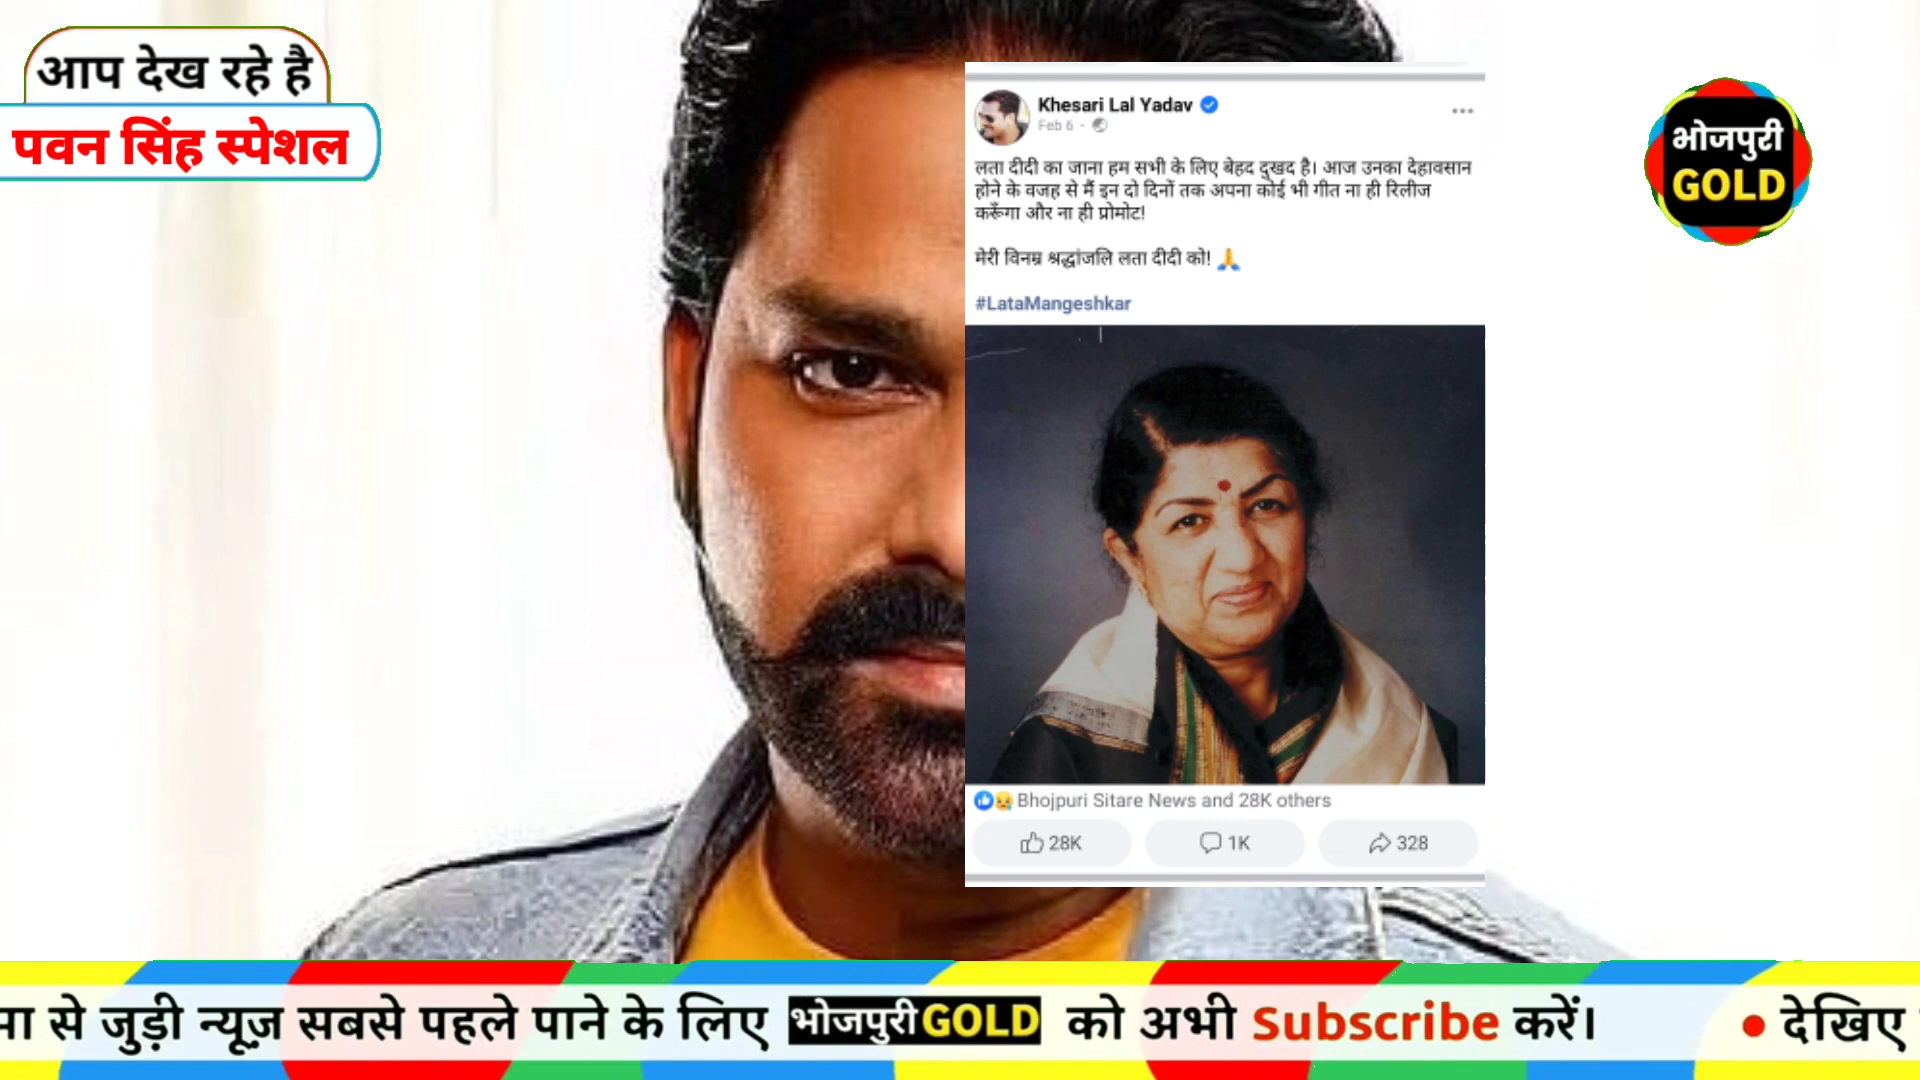 आप देख रहे है
पवन सिंह स्पेशल
Khesari Lal Yadav
Feb 6 -
लता दीदी का जाना हम सभी के लिए बेहद दुखद है। आज उनका देहावसान
होने के वजह से मैं इन दो दिनों तक अपना कोई भी गीत ना ही रिलीज
करूँगा और ना ही प्रोमोट!
मेरी विनम्र श्रद्धांजलि लता दीदी को! 🙏
#LataMangeshkar
Bhojpuri Sitare News and 28K others
28K 1K 328
भोजपुरी
GOLD
से जुड़ी न्यूज़ सबसे पहले पाने के लिए भोजपुरी GOLD को अभी Subscribe करें। • देखिए